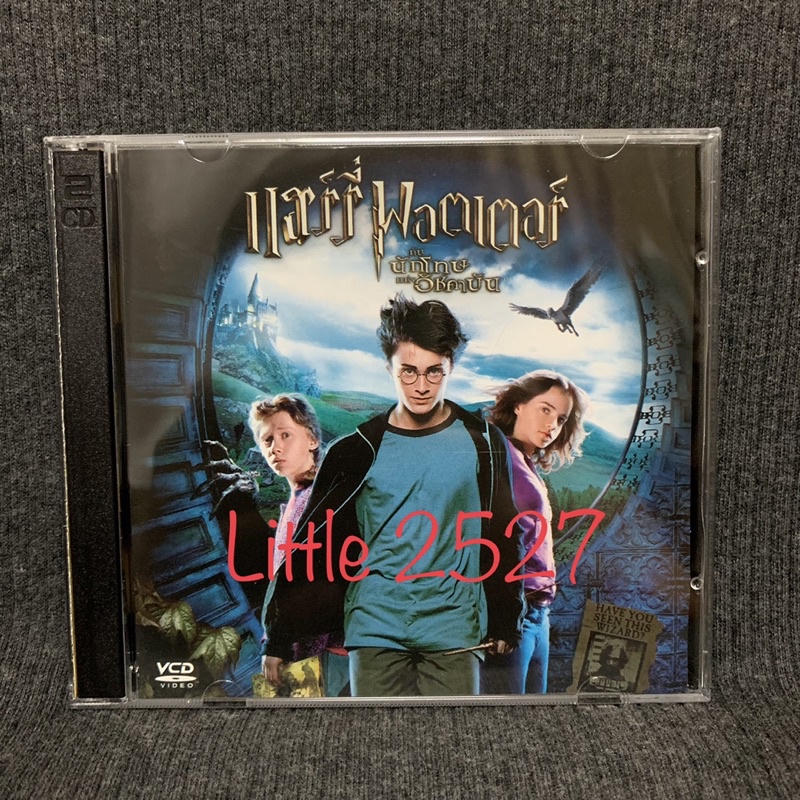 2
CD
แฮร์รี่ พอตเตอร์
กับ
นักโทษ
แห่ง อัซคาบัน
Little 2527
HAVE YOU
SEEN THIS
WIZARD?
VCD
VIDEO